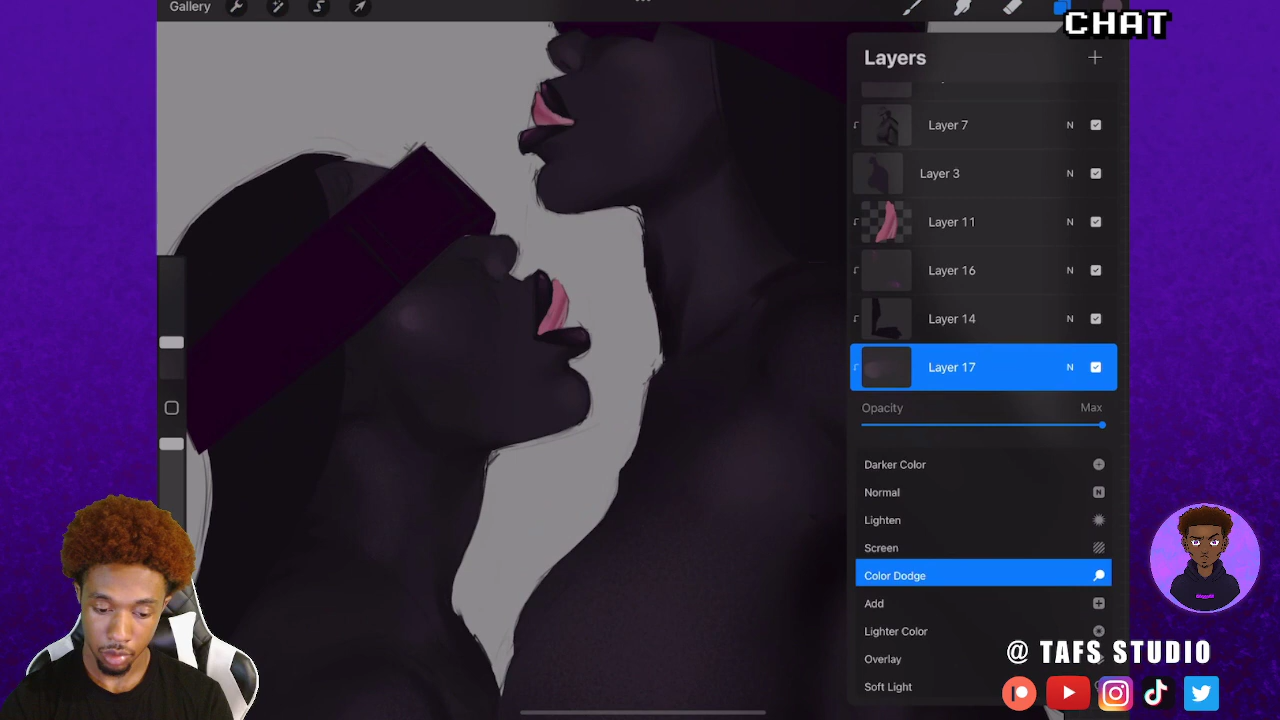 Gallery
CHAT
Layers
Layer 7 N
Layer 3 N
Layer 11 N
Layer 16 N
Layer 14 N
Layer 17 N
Opacity Max
Darker Color
Normal N
Lighten
Screen
Color Dodge
Add
Lighter Color
Overlay
Soft Light
@ TAFS STUDIO